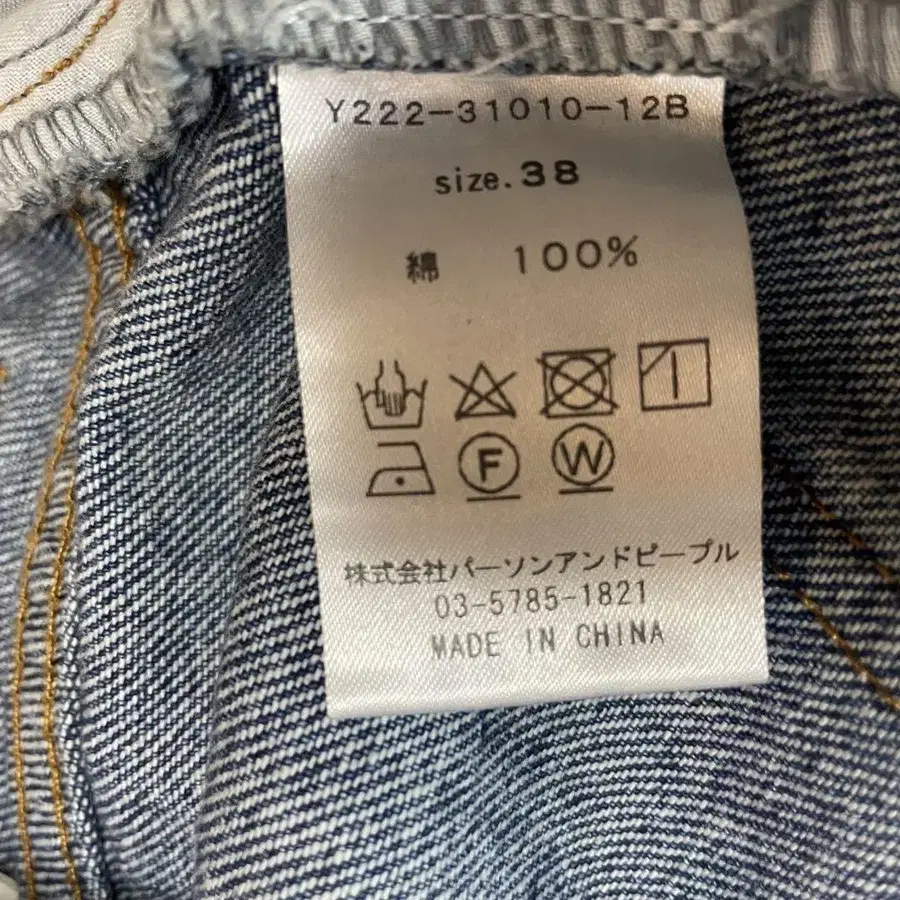 Y222-31010-12B
size.38
綿 100%
F W
株式会社パーソンアンドピープル
03-5785-1821
MADE IN CHINA